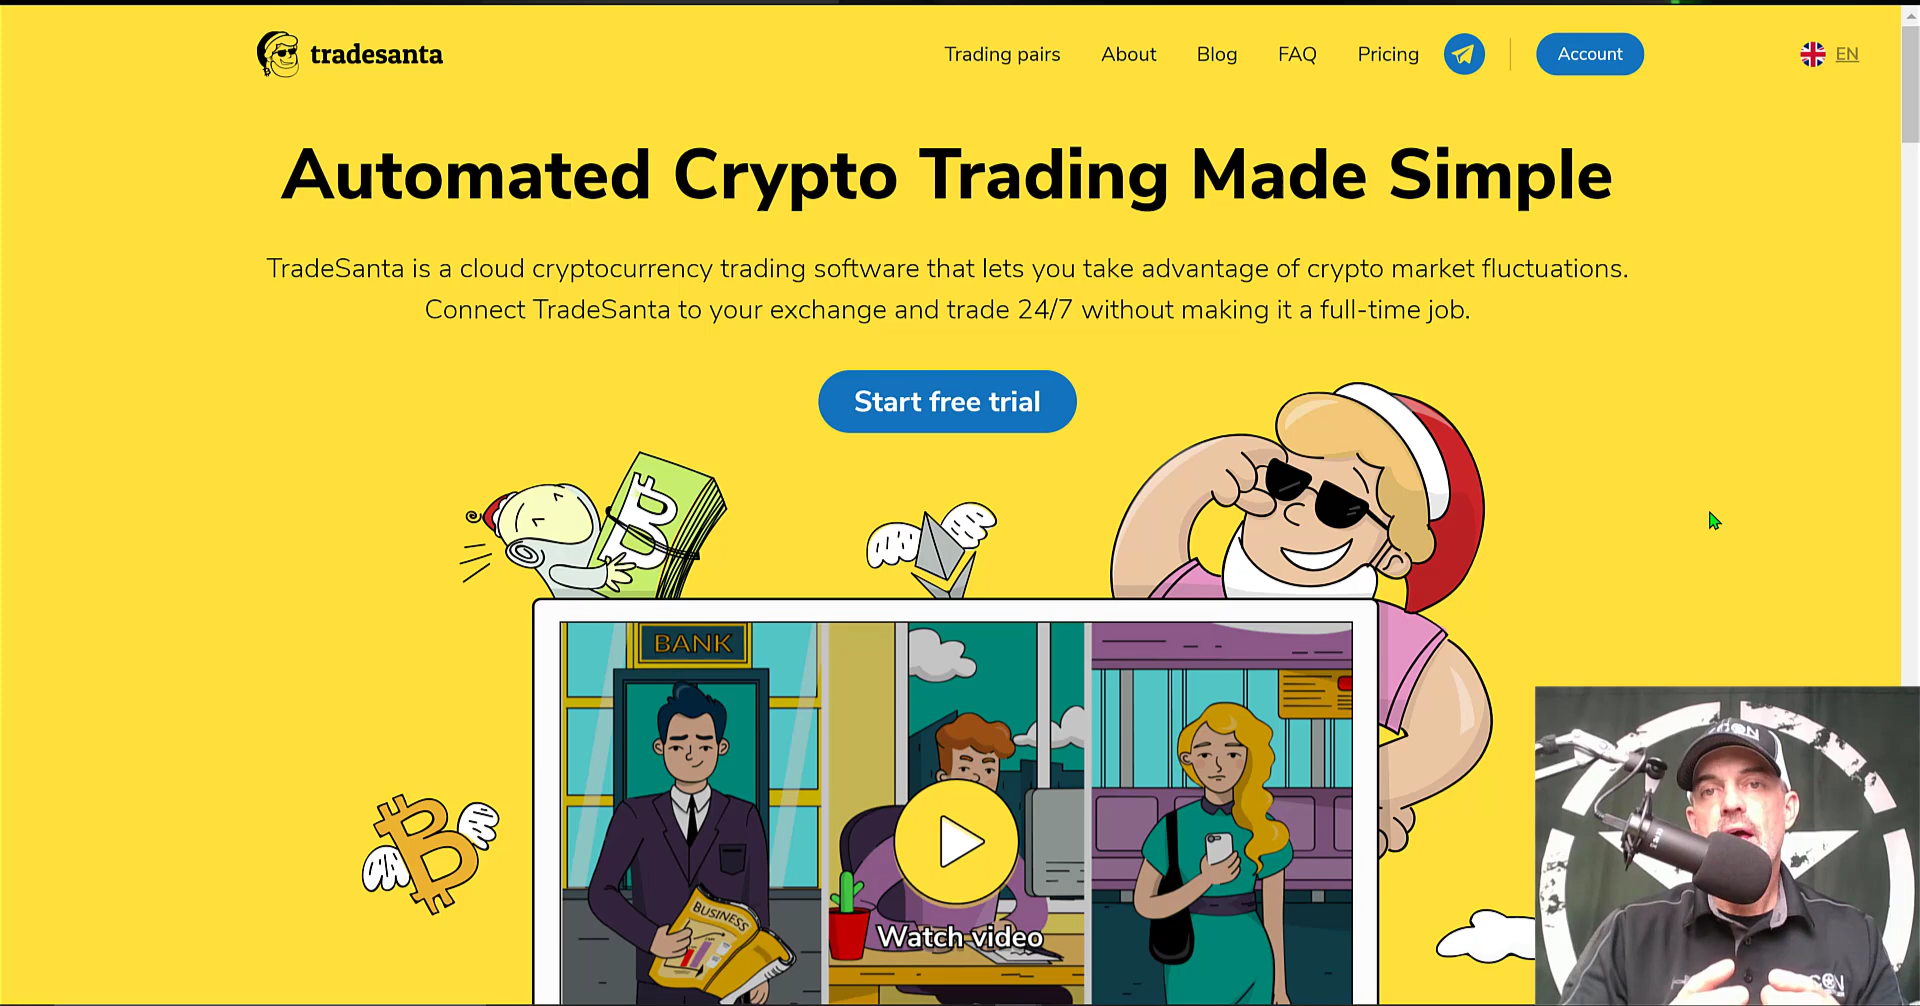 tradesanta
Trading pairs
About
Blog
FAQ
Pricing
Account
EN
Automated Crypto Trading Made Simple
TradeSanta is a cloud cryptocurrency trading software that lets you take advantage of crypto market fluctuations.
Connect TradeSanta to your exchange and trade 24/7 without making it a full-time job.
Start free trial
BANK
BUSINESS
Watch video